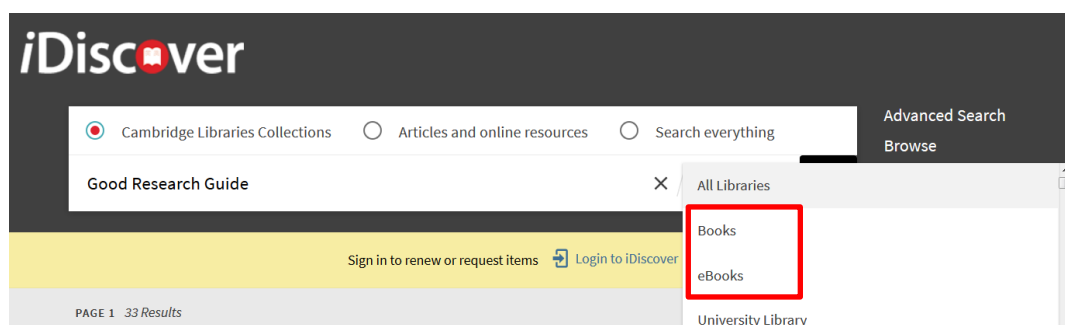 iDiscover
Cambridge Libraries Collections Articles and online resources Search everything
Advanced Search
Browse
Good Research Guide
All Libraries
Books
eBooks
University Library
Sign in to renew or request items Login to iDiscover
PAGE 1 33 Results